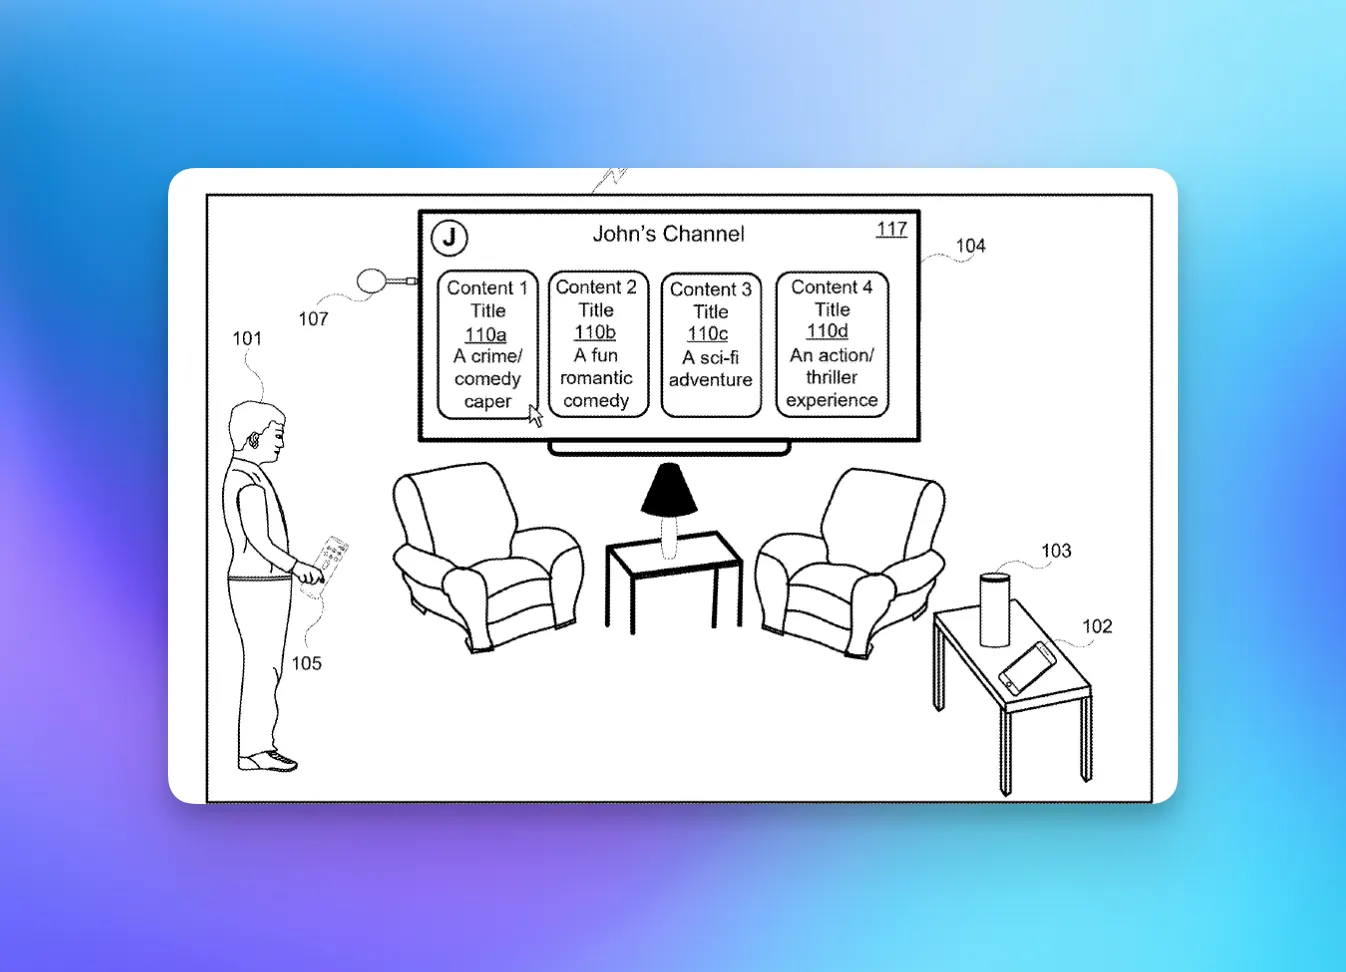 J
John's Channel
117
104
Content 1
Title
110a
A crime/
comedy
caper
Content 2
Title
110b
A fun
romantic
comedy
Content 3
Title
110c
A sci-fi
adventure
Content 4
Title
110d
An action/
thriller
experience
107
101
105
103
102